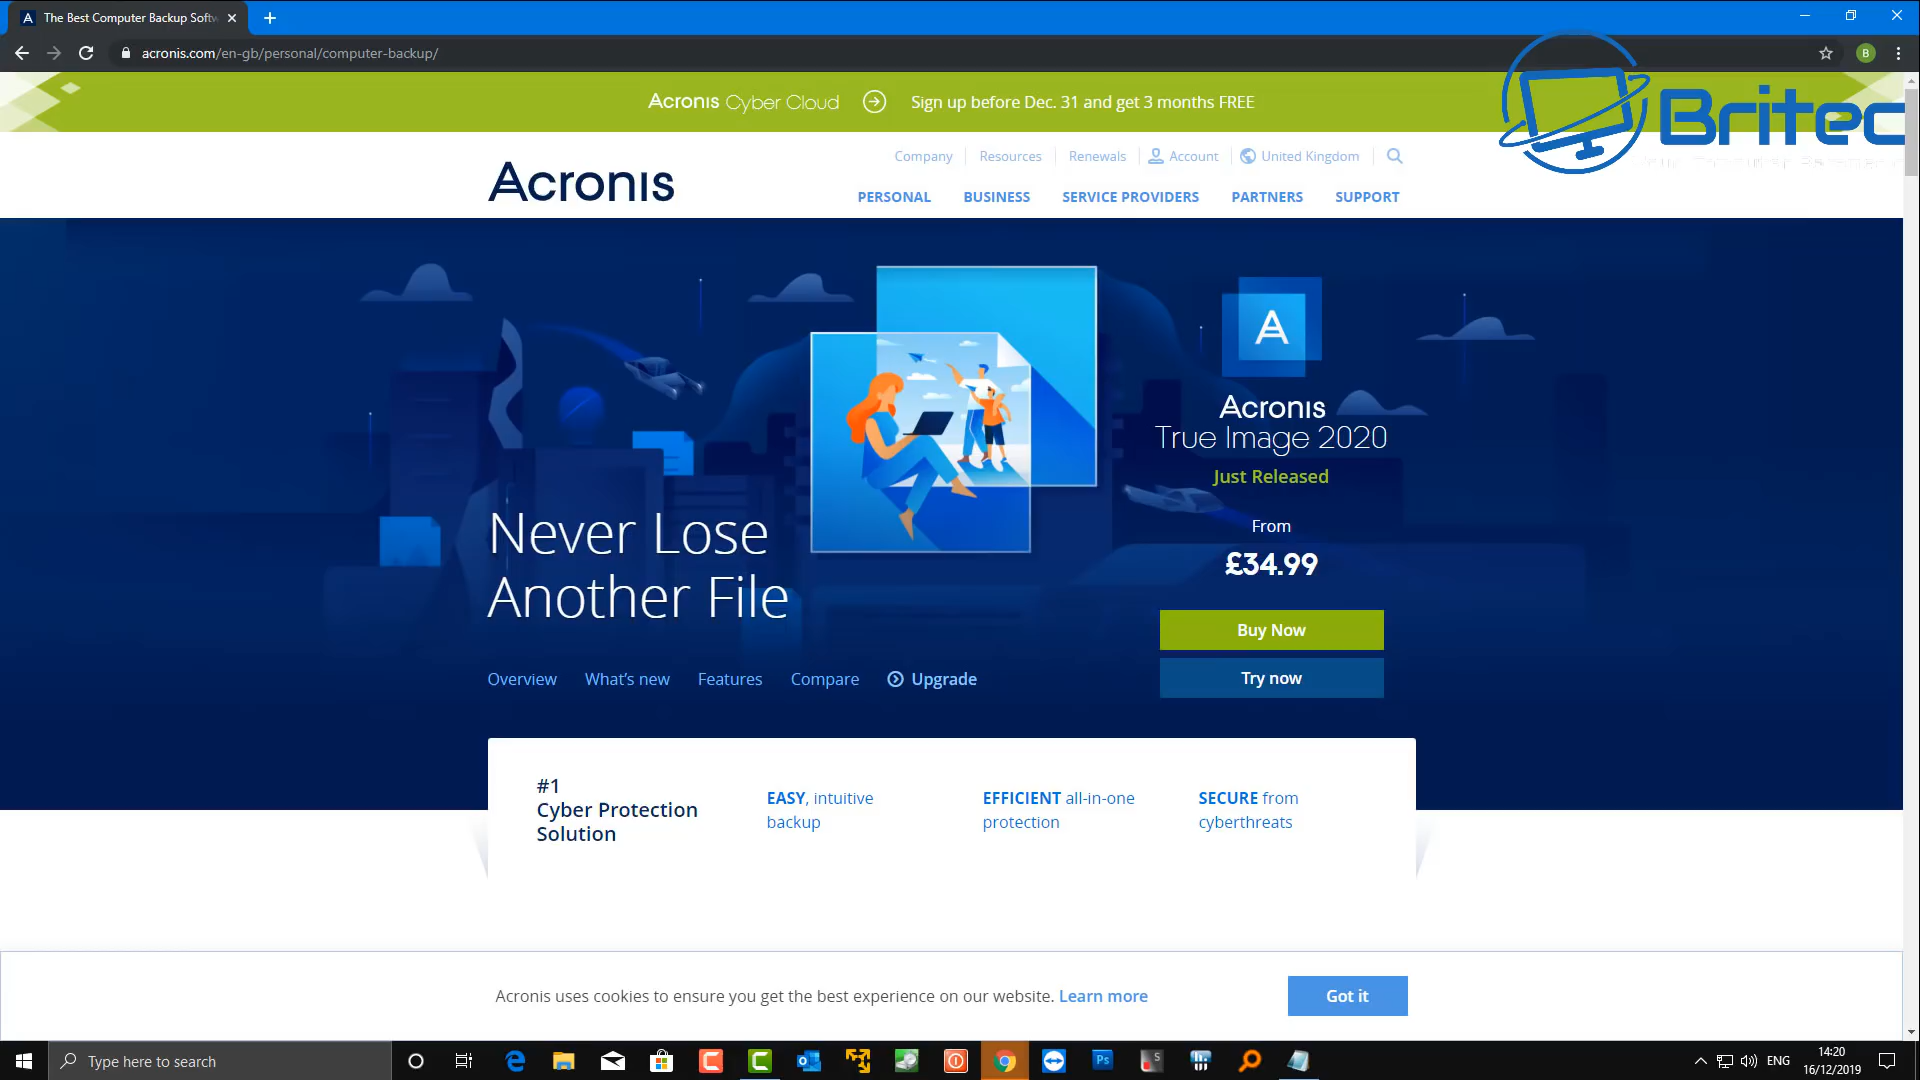 The Best Computer Backup Softw
acronis.com/en-gb/personal/computer-backup/
B
Acronis Cyber Cloud
Sign up before Dec. 31 and get 3 months FREE
Britec
Company
Resources
Renewals
Account
United Kingdom
Acronis
PERSONAL
BUSINESS
SERVICE PROVIDERS
PARTNERS
SUPPORT
A
Acronis
True Image 2020
Just Released
From
£34.99
Never Lose
Another File
Buy Now
Try now
Overview
What's new
Features
Compare
Upgrade
#1
Cyber Protection
Solution
EASY, intuitive
backup
EFFICIENT all-in-one
protection
SECURE from
cyberthreats
Acronis uses cookies to ensure you get the best experience on our website. Learn more
Got it
Type here to search
Ps
S
ENG
14:20
16/12/2019